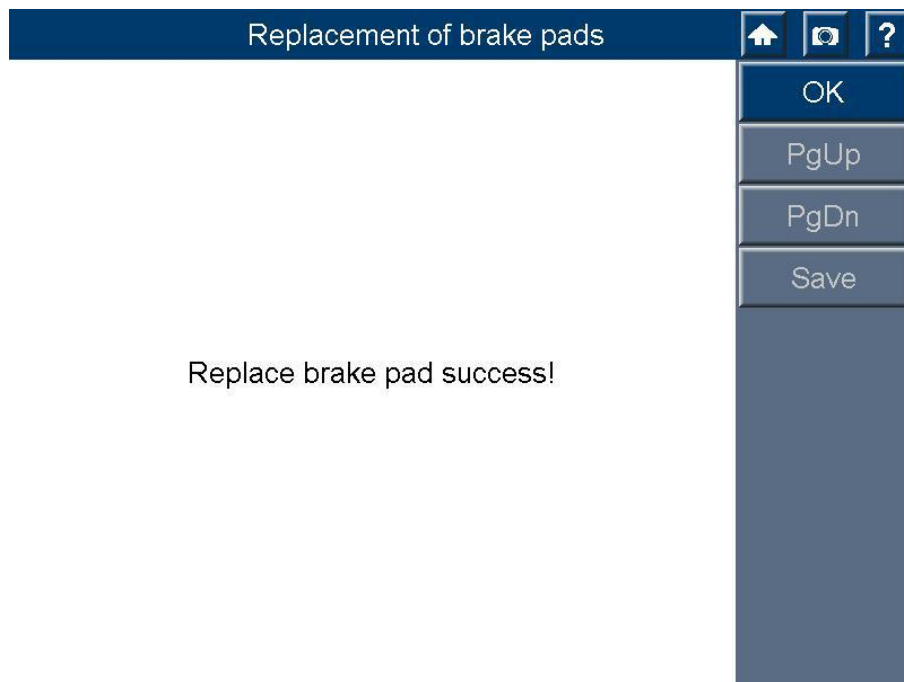 Replacement of brake pads
?
OK
PgUp
PgDn
Save
Replace brake pad success!